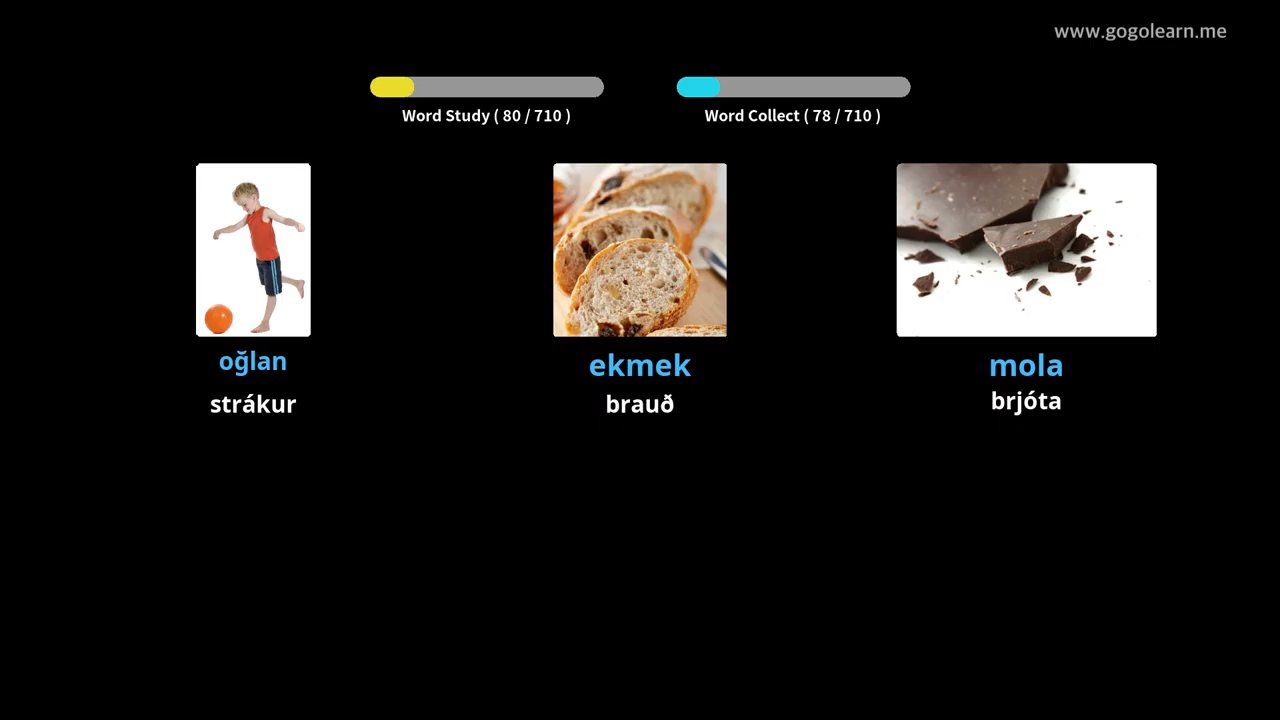 www.gogolearn.me
Word Study ( 80 / 710 )
Word Collect ( 78 / 710 )
oğlan
strákur
ekmek
brauð
mola
brjóta